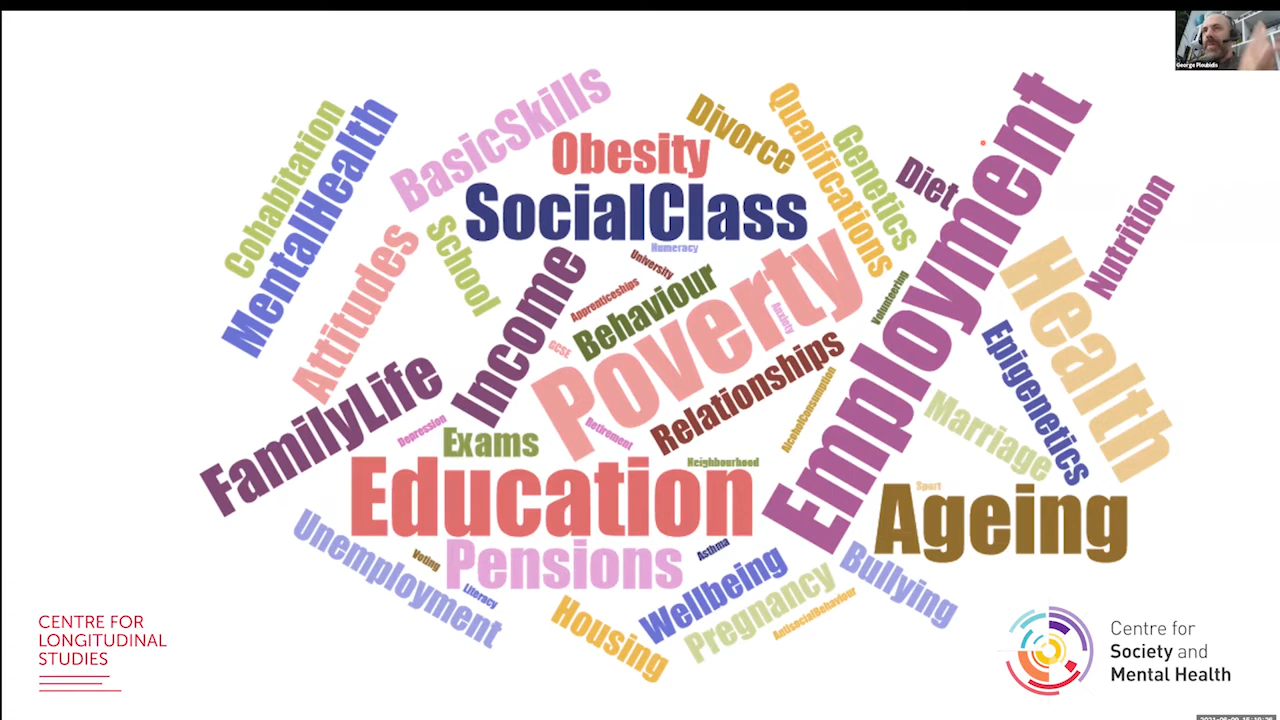 George Ploubidis
Cohabitation
MentalHealth
BasicSkills
Obesity
SocialClass
Divorce
Qualifications
Genetics
Diet
Employment
Nutrition
Attitudes
School
Numeracy
University
Apprenticeships
Behaviour
Income
GCSE
Poverty
Anxiety
Volunteering
Health
Epigenetics
FamilyLife
Depression
Exams
Retirement
Relationships
AlcoholConsumption
Neighbourhood
Marriage
Education
Sport
Ageing
Unemployment
Voting
Pensions
Literacy
Asthma
Wellbeing
Housing
Pregnancy
AntisocialBehaviour
Bullying
CENTRE FOR
LONGITUDINAL
STUDIES
Centre for
Society and
Mental Health